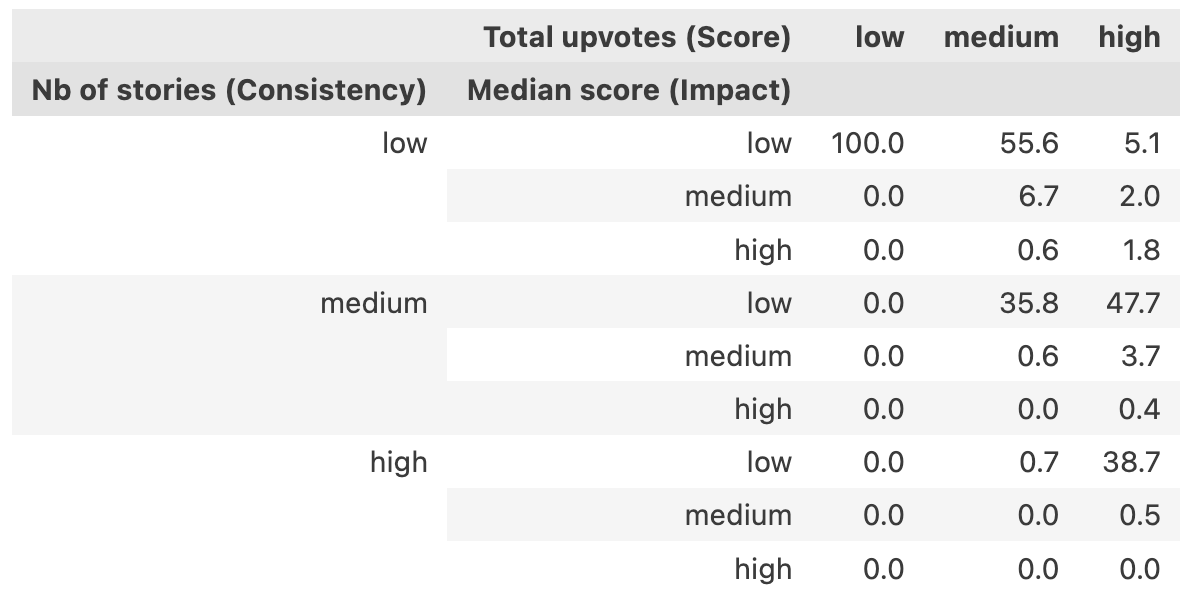 Total upvotes (Score) low medium high
Nb of stories (Consistency) Median score (Impact)
low low 100.0 55.6 5.1
medium 0.0 6.7 2.0
high 0.0 0.6 1.8
medium low 0.0 35.8 47.7
medium 0.0 0.6 3.7
high 0.0 0.0 0.4
high low 0.0 0.7 38.7
medium 0.0 0.0 0.5
high 0.0 0.0 0.0